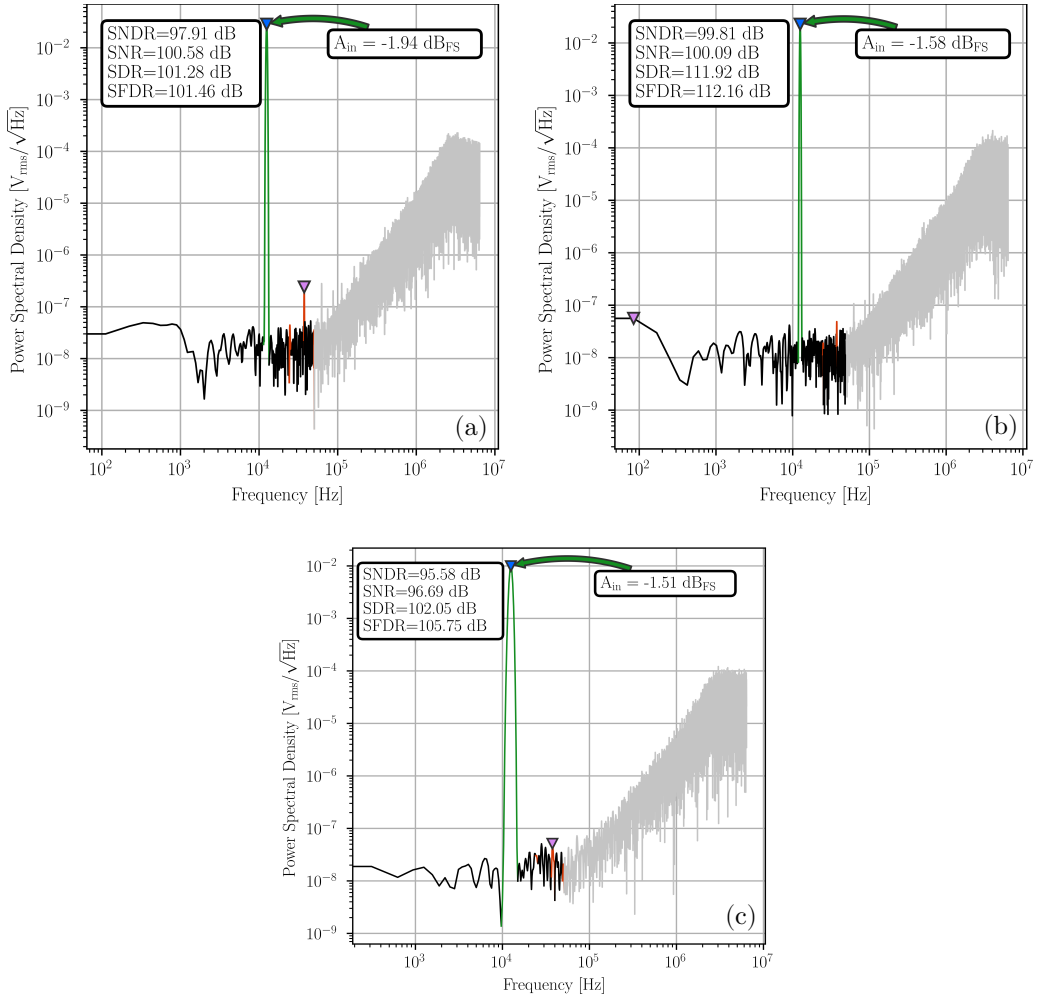 SNDR=97.91 dB
SNR=100.58 dB
SDR=101.28 dB
SFDR=101.46 dB
A_in = -1.94 dB_FS
Power Spectral Density [V_rms/√Hz]
10^-2
10^-3
10^-4
10^-5
10^-6
10^-7
10^-8
10^-9
10^2
10^3
10^4
10^5
10^6
10^7
Frequency [Hz]
(a)
SNDR=99.81 dB
SNR=100.09 dB
SDR=111.92 dB
SFDR=112.16 dB
A_in = -1.58 dB_FS
Power Spectral Density [V_rms/√Hz]
10^-2
10^-3
10^-4
10^-5
10^-6
10^-7
10^-8
10^-9
10^2
10^3
10^4
10^5
10^6
10^7
Frequency [Hz]
(b)
SNDR=95.58 dB
SNR=96.69 dB
SDR=102.05 dB
SFDR=105.75 dB
A_in = -1.51 dB_FS
Power Spectral Density [V_rms/√Hz]
10^-2
10^-3
10^-4
10^-5
10^-6
10^-7
10^-8
10^-9
10^3
10^4
10^5
10^6
10^7
Frequency [Hz]
(c)